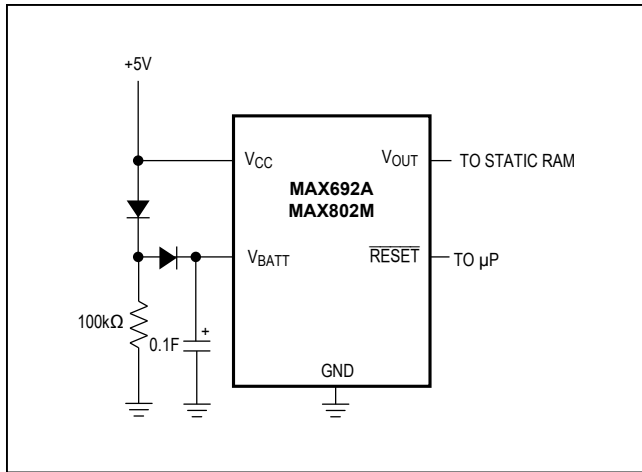 +5V
VCC
VOUT
TO STATIC RAM
MAX692A
MAX802M
VBATT
RESET
TO µP
100kΩ
+
0.1F
GND